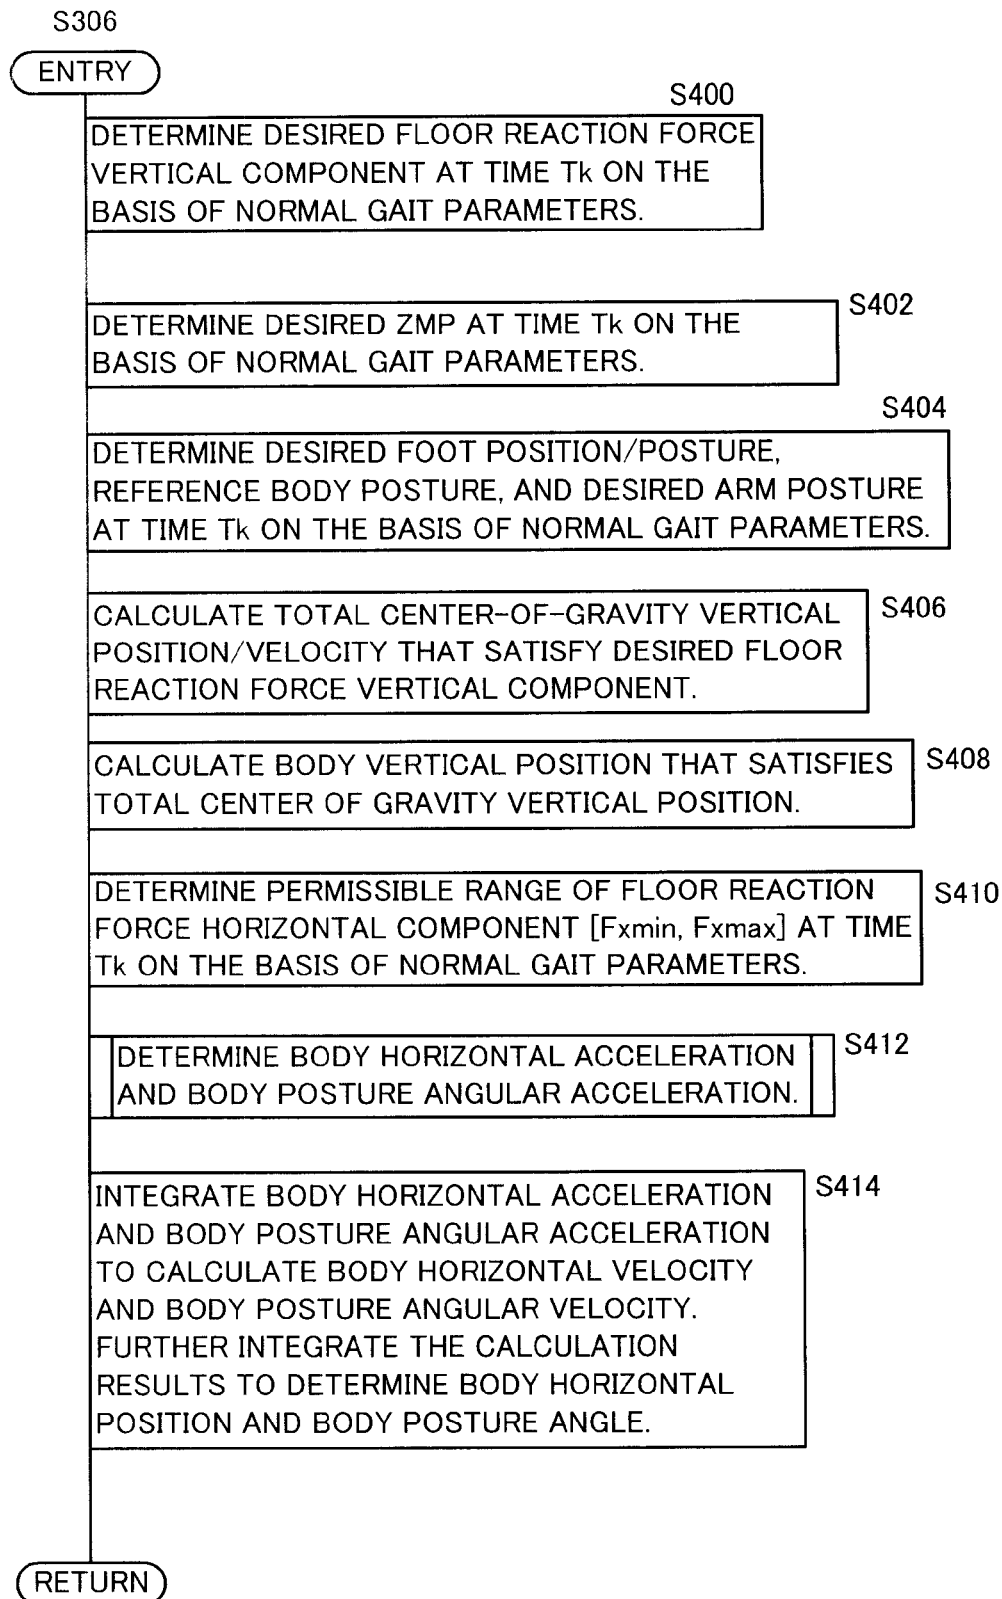 S306
ENTRY
S400
DETERMINE DESIRED FLOOR REACTION FORCE
VERTICAL COMPONENT AT TIME Tk ON THE
BASIS OF NORMAL GAIT PARAMETERS.
S402
DETERMINE DESIRED ZMP AT TIME Tk ON THE
BASIS OF NORMAL GAIT PARAMETERS.
S404
DETERMINE DESIRED FOOT POSITION/POSTURE,
REFERENCE BODY POSTURE, AND DESIRED ARM POSTURE
AT TIME Tk ON THE BASIS OF NORMAL GAIT PARAMETERS.
S406
CALCULATE TOTAL CENTER-OF-GRAVITY VERTICAL
POSITION/VELOCITY THAT SATISFY DESIRED FLOOR
REACTION FORCE VERTICAL COMPONENT.
S408
CALCULATE BODY VERTICAL POSITION THAT SATISFIES
TOTAL CENTER OF GRAVITY VERTICAL POSITION.
S410
DETERMINE PERMISSIBLE RANGE OF FLOOR REACTION
FORCE HORIZONTAL COMPONENT [Fxmin, Fxmax] AT TIME
Tk ON THE BASIS OF NORMAL GAIT PARAMETERS.
S412
DETERMINE BODY HORIZONTAL ACCELERATION
AND BODY POSTURE ANGULAR ACCELERATION.
S414
INTEGRATE BODY HORIZONTAL ACCELERATION
AND BODY POSTURE ANGULAR ACCELERATION
TO CALCULATE BODY HORIZONTAL VELOCITY
AND BODY POSTURE ANGULAR VELOCITY.
FURTHER INTEGRATE THE CALCULATION
RESULTS TO DETERMINE BODY HORIZONTAL
POSITION AND BODY POSTURE ANGLE.
RETURN